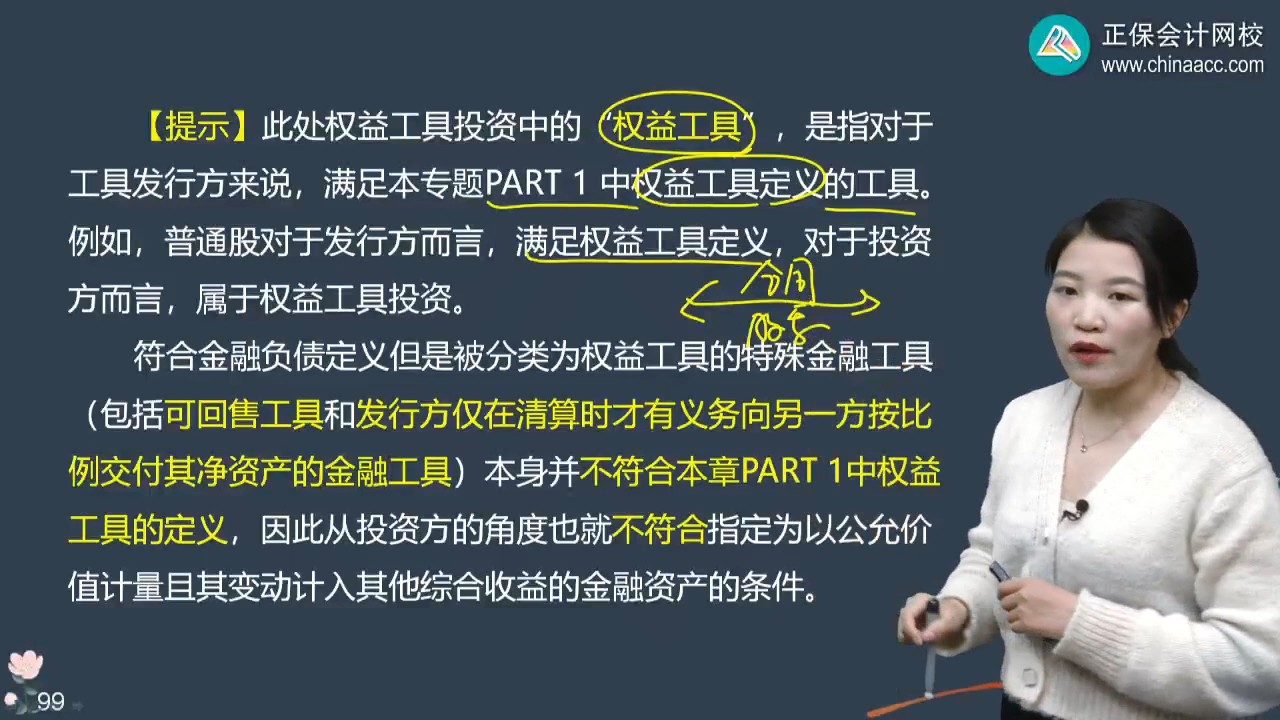 正保会计网校
www.chinaacc.com
【提示】此处权益工具投资中的“权益工具”，是指对于
工具发行方来说，满足本专题PART 1 中权益工具定义的工具。
例如，普通股对于发行方而言，满足权益工具定义，对于投资
方而言，属于权益工具投资。
符合金融负债定义但是被分类为权益工具的特殊金融工具
（包括可回售工具和发行方仅在清算时才有义务向另一方按比
例交付其净资产的金融工具）本身并不符合本章PART 1中权益
工具的定义，因此从投资方的角度也就不符合指定为以公允价
值计量且其变动计入其他综合收益的金融资产的条件。
99